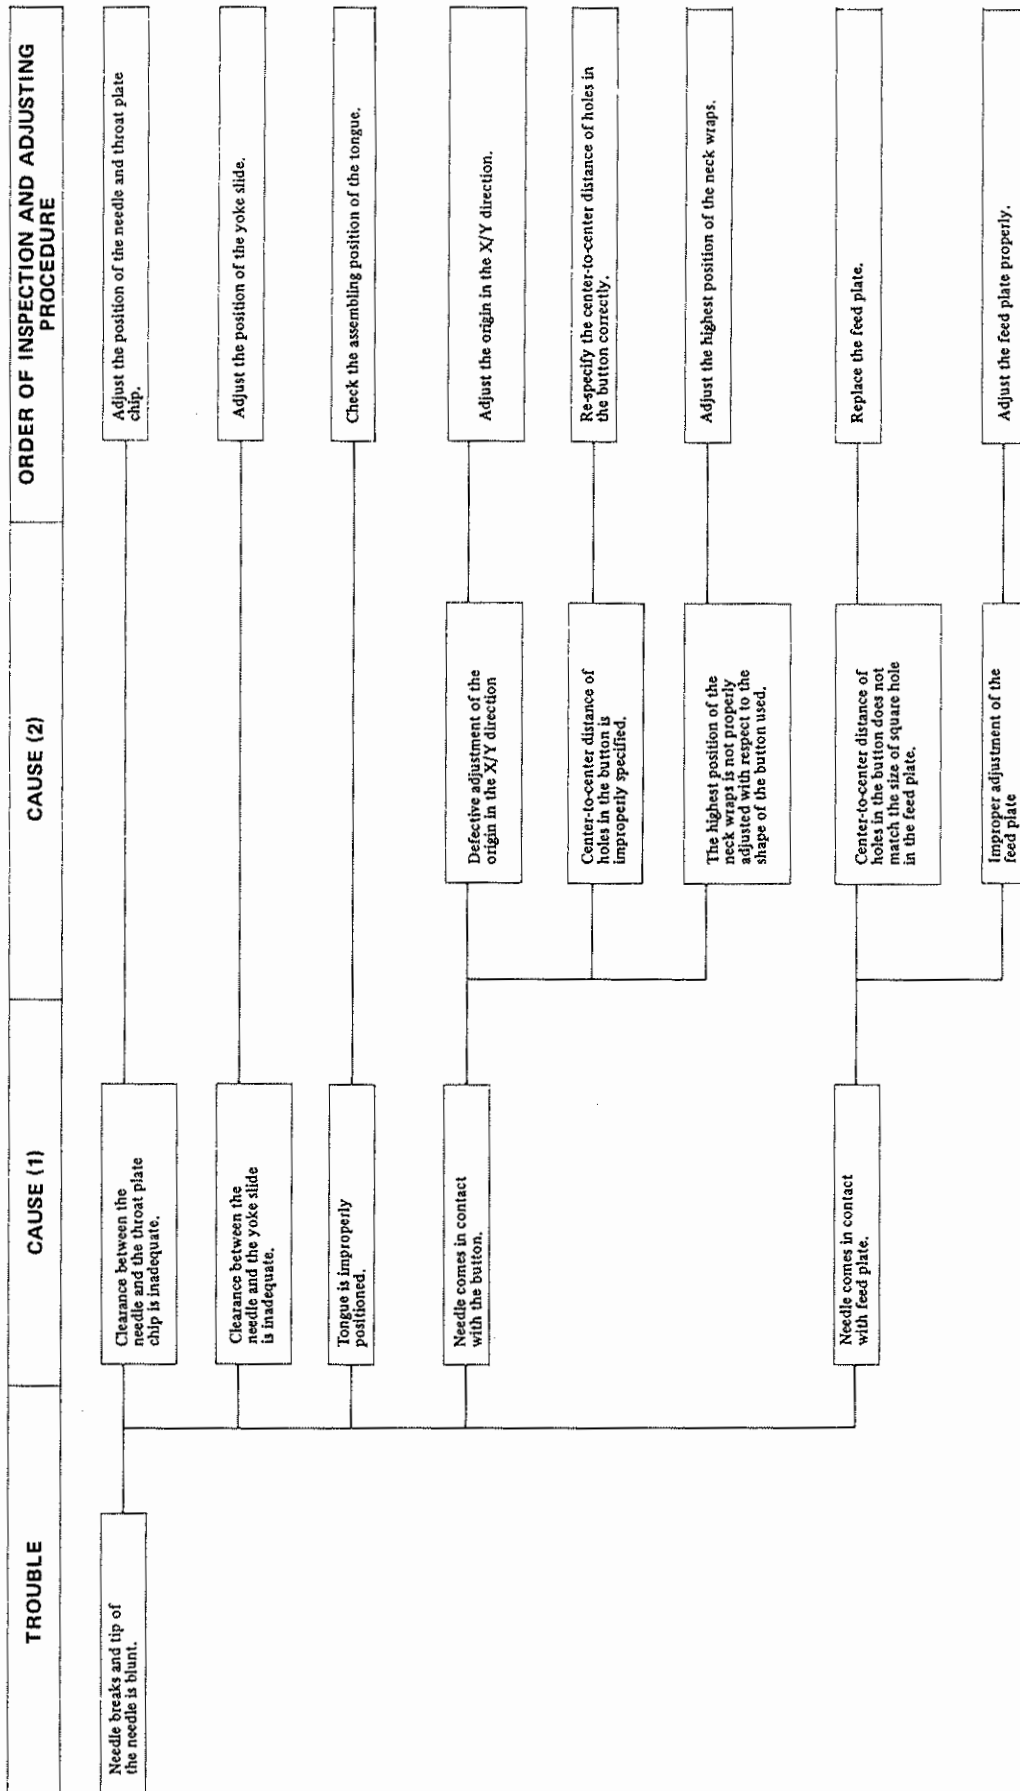 TROUBLE
CAUSE (1)
CAUSE (2)
ORDER OF INSPECTION AND ADJUSTING
PROCEDURE
Needle breaks and tip of
the needle is blunt.
Clearance between the
needle and the throat plate
chip is inadequate.
Adjust the position of the needle and throat plate
chip.
Clearance between the
needle and the yoke slide
is inadequate.
Adjust the position of the yoke slide.
Tongue is improperly
positioned.
Check the assembling position of the tongue.
Needle comes in contact
with the button.
Defective adjustment of the
origin in the X/Y direction
Adjust the origin in the X/Y direction.
Center-to-center distance of
holes in the button is
improperly specified.
Re-specify the center-to-center distance of holes in
the button correctly.
The highest position of the
neck wraps is not properly
adjusted with respect to the
shape of the button used.
Adjust the highest position of the neck wraps.
Needle comes in contact
with feed plate.
Center-to-center distance of
holes in the button does not
match the size of square hole
in the feed plate.
Replace the feed plate.
Improper adjustment of the
feed plate
Adjust the feed plate properly.